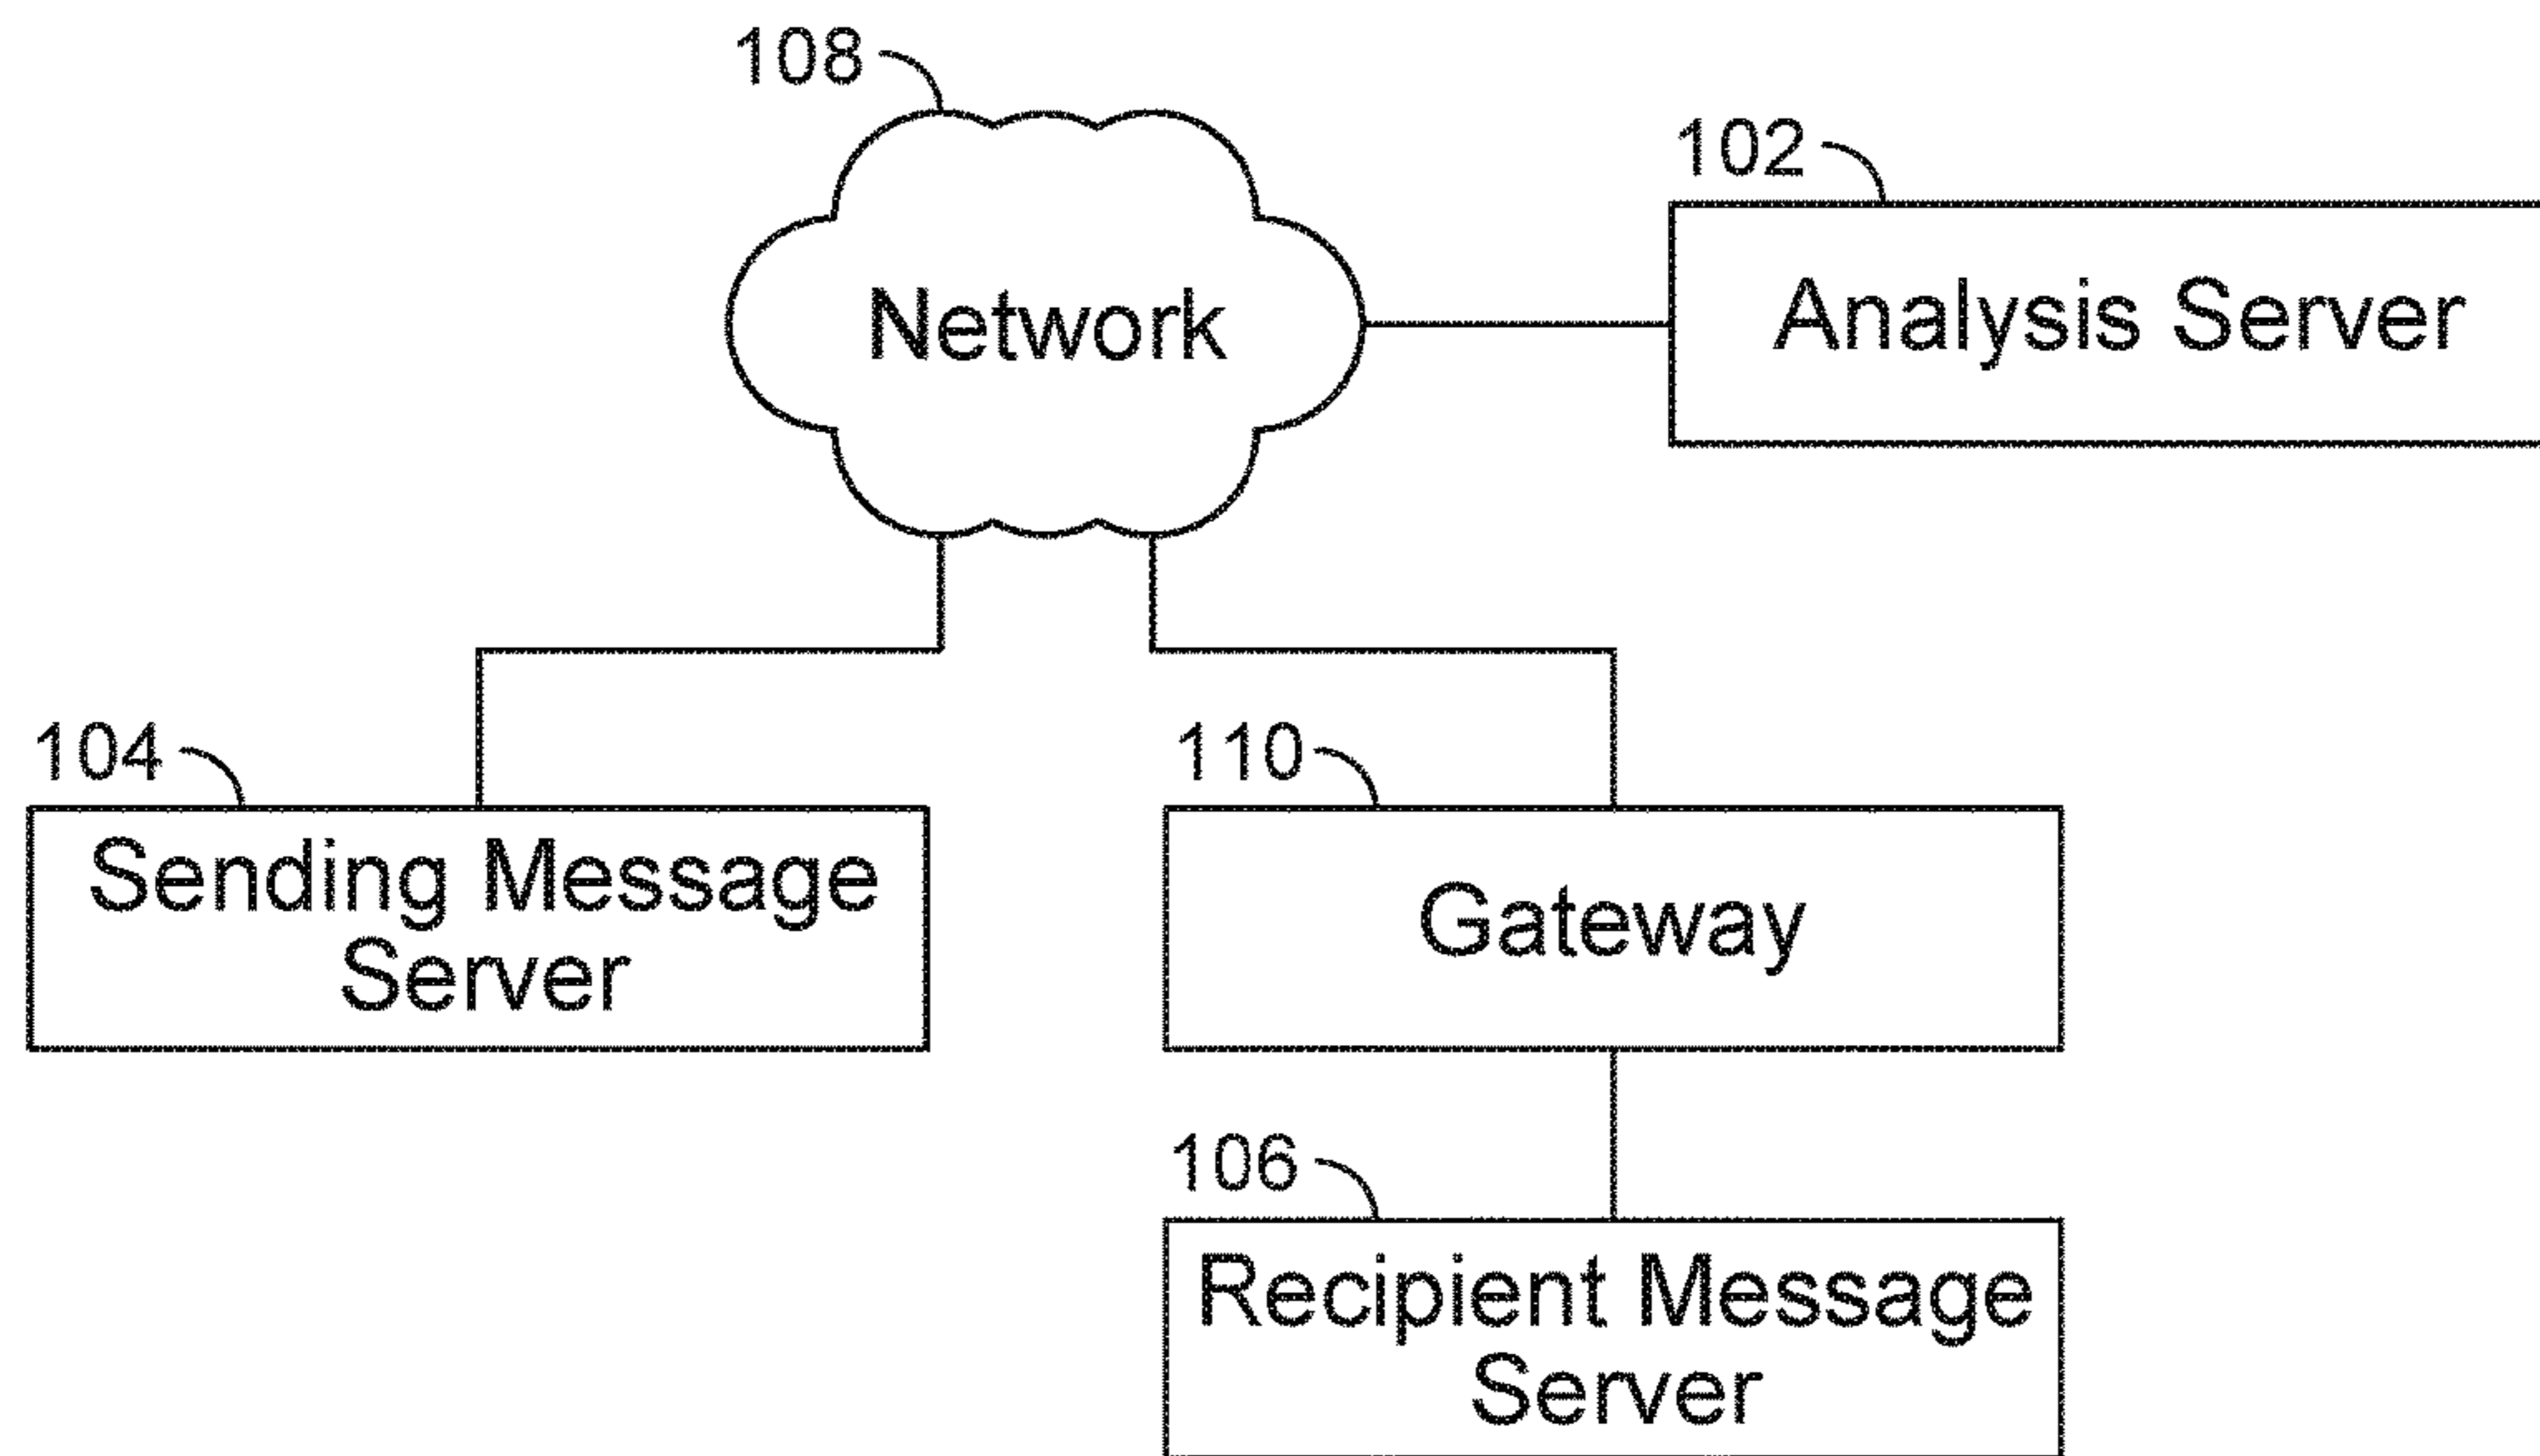 108
Network
102
Analysis Server
104
Sending Message
Server
110
Gateway
106
Recipient Message
Server